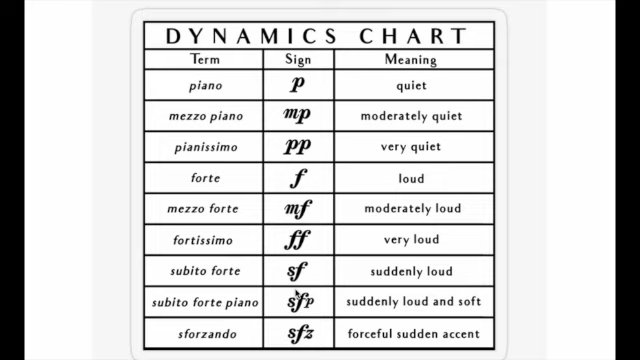 DYNAMICS CHART
Term Sign Meaning
piano p quiet
mezzo piano mp moderately quiet
pianissimo pp very quiet
forte f loud
mezzo forte mf moderately loud
fortissimo ff very loud
subito forte sf suddenly loud
subito forte piano sfp suddenly loud and soft
sforzando sfz forceful sudden accent